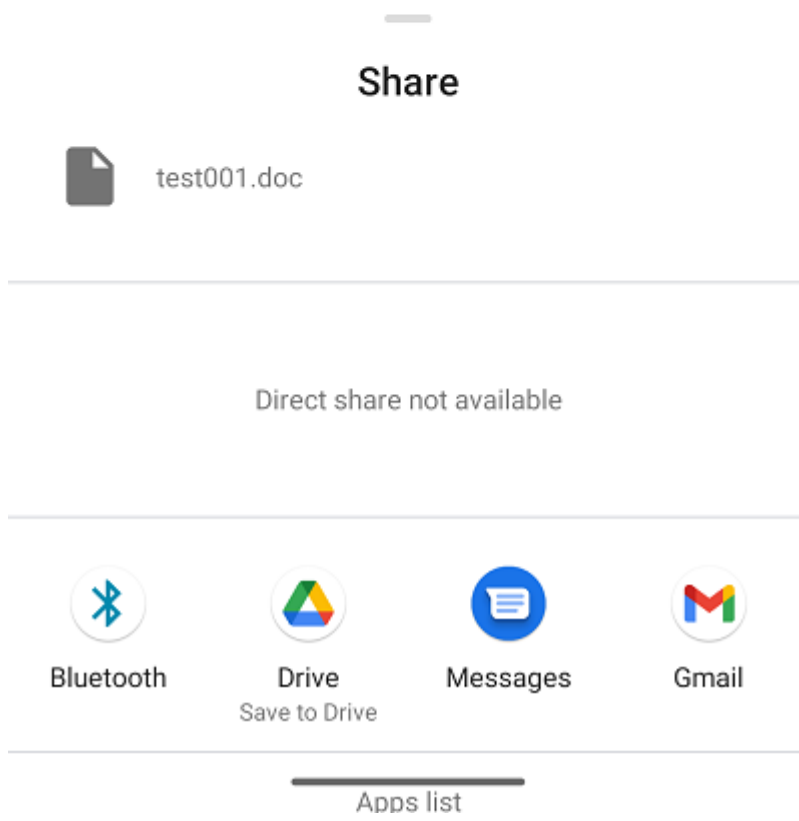 Share
test001.doc
Direct share not available
Bluetooth
Drive
Save to Drive
Messages
Gmail
Apps list